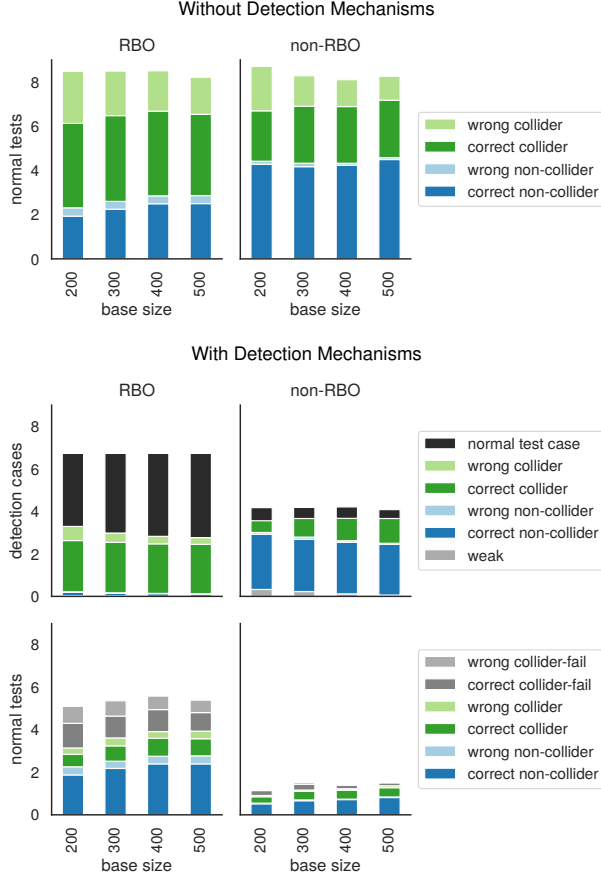 Without Detection Mechanisms
RBO
non-RBO
normal tests
8
6
4
2
0
200
300
400
500
base size
200
300
400
500
base size
wrong collider
correct collider
wrong non-collider
correct non-collider
With Detection Mechanisms
RBO
non-RBO
detection cases
8
6
4
2
0
normal test case
wrong collider
correct collider
wrong non-collider
correct non-collider
weak
normal tests
8
6
4
2
0
200
300
400
500
base size
200
300
400
500
base size
wrong collider-fail
correct collider-fail
wrong collider
correct collider
wrong non-collider
correct non-collider